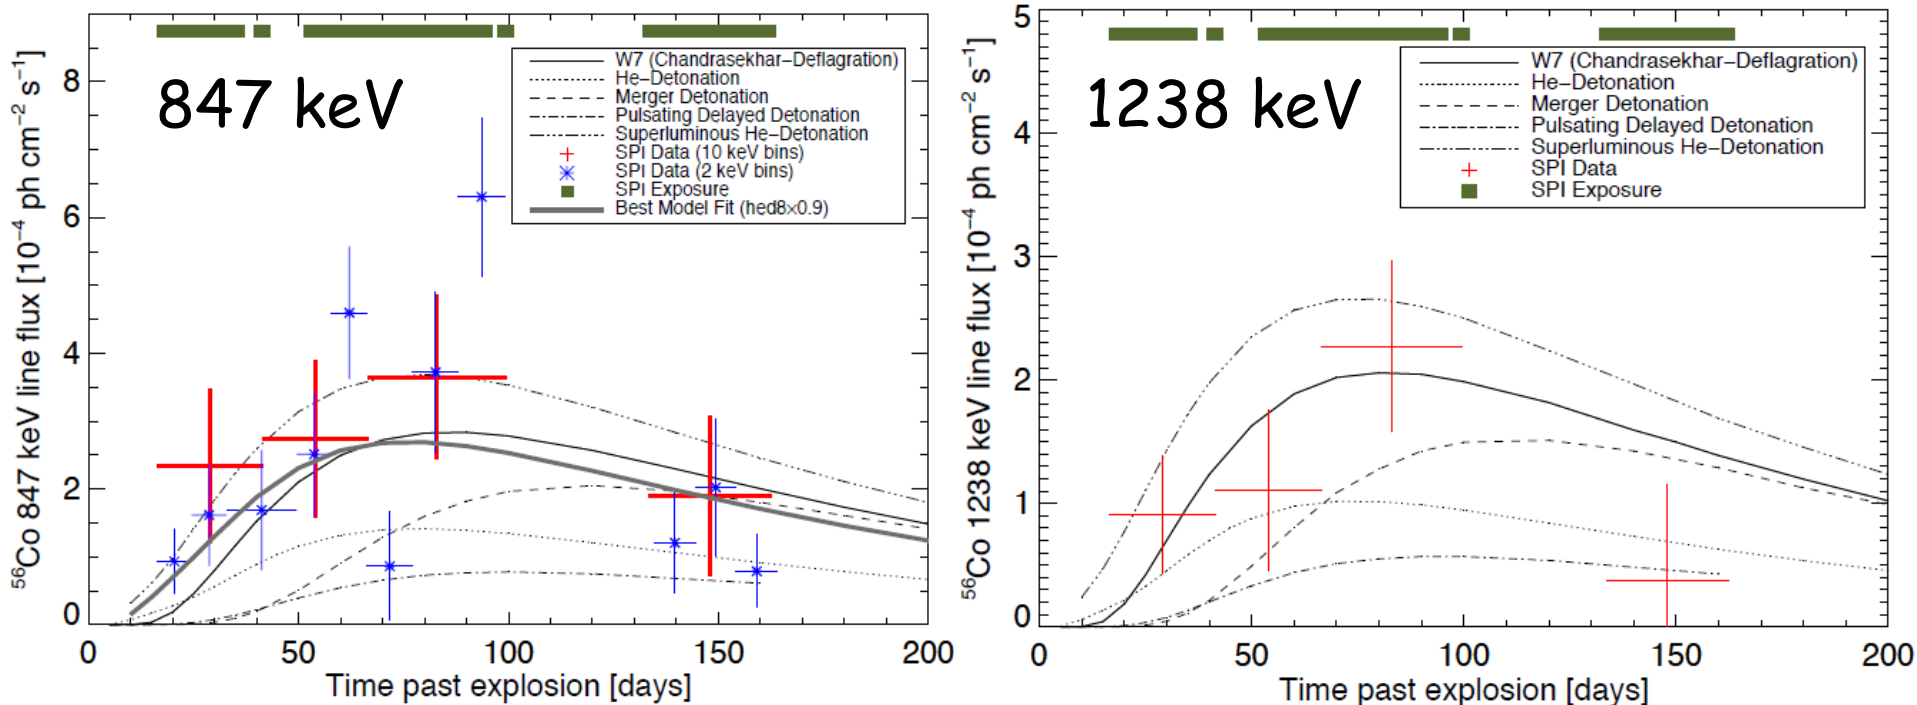 847 keV
W7 (Chandrasekhar−Deflagration)
He−Detonation
Merger Detonation
Pulsating Delayed Detonation
Superluminous He−Detonation
SPI Data (10 keV bins)
SPI Data (2 keV bins)
SPI Exposure
Best Model Fit (hed8×0.9)
⁵⁶Co 847 keV line flux [10⁻⁴ ph cm⁻² s⁻¹]
8
6
4
2
0
0 50 100 150 200
Time past explosion [days]
1238 keV
W7 (Chandrasekhar−Deflagration)
He−Detonation
Merger Detonation
Pulsating Delayed Detonation
Superluminous He−Detonation
SPI Data
SPI Exposure
⁵⁶Co 1238 keV line flux [10⁻⁴ ph cm⁻² s⁻¹]
5
4
3
2
1
0
0 50 100 150 200
Time past explosion [days]